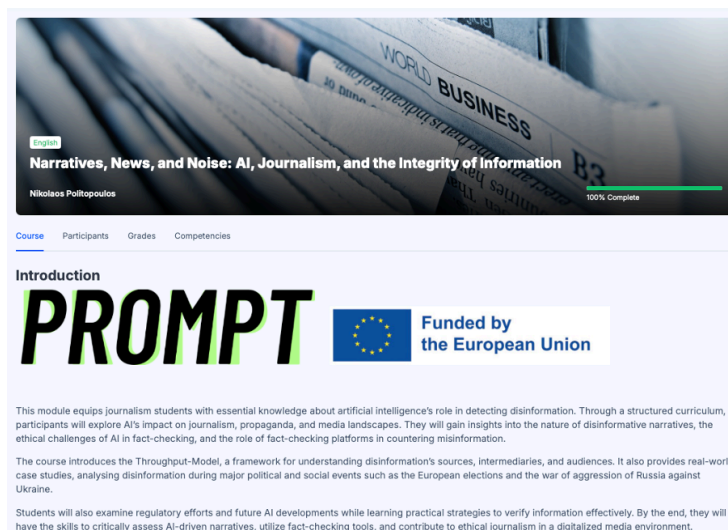 WORLD BUSINESS
B3
English
Narratives, News, and Noise: AI, Journalism, and the Integrity of Information
Nikolaos Politopoulos
100% Complete
Course Participants Grades Competencies
Introduction
PROMPT
Funded by
the European Union
This module equips journalism students with essential knowledge about artificial intelligence's role in detecting disinformation. Through a structured curriculum,
participants will explore AI's impact on journalism, propaganda, and media landscapes. They will gain insights into the nature of disinformative narratives, the
ethical challenges of AI in fact-checking, and the role of fact-checking platforms in countering misinformation.
The course introduces the Throughput-Model, a framework for understanding disinformation's sources, intermediaries, and audiences. It also provides real-worl
case studies, analysing disinformation during major political and social events such as the European elections and the war of aggression of Russia against
Ukraine.
Students will also examine regulatory efforts and future AI developments while learning practical strategies to verify information effectively. By the end, they will
have the skills to critically assess AI-driven narratives, utilize fact-checking tools, and contribute to ethical journalism in a digitalized media environment.